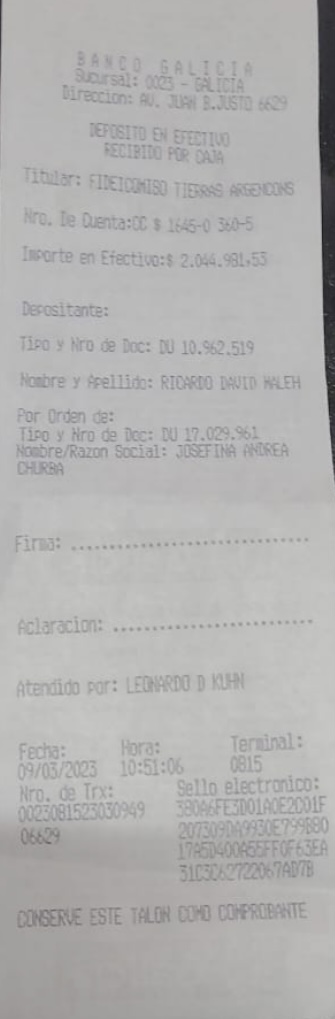 BANCO GALICIA
Sucursal: 0023 - GALICIA
Direccion: AV. JUAN B.JUSTO 6629
DEPOSITO EN EFECTIVO
RECIBIDO POR CAJA
Titular: FIDEICOMISO TIERRAS ARGENCONS
Nro. De Cuenta:CC $ 1645-0 360-5
Importe en Efectivo:$ 2.044.981,53
Depositante:
Tipo y Nro de Doc: DU 10.962.519
Nombre y Apellido: RICARDO DAVID MALEH
Por Orden de:
Tipo y Nro de Doc: DU 17.029.961
Nombre/Razon Social: JOSEFINA ANDREA
CHURBA
Firma: ..............................
Aclaracion: .........................
Atendido por: LEONARDO D KUHN
Fecha: Hora: Terminal:
09/03/2023 10:51:06 0815
Nro. de Trx: Sello electronico:
0023081523030949 380A6FE3D01A0E2C01F
06629 207309DA9930E799B80
17A5D400A55FF0F63EA
31C3C62722067AD7B
CONSERVE ESTE TALON COMO COMPROBANTE